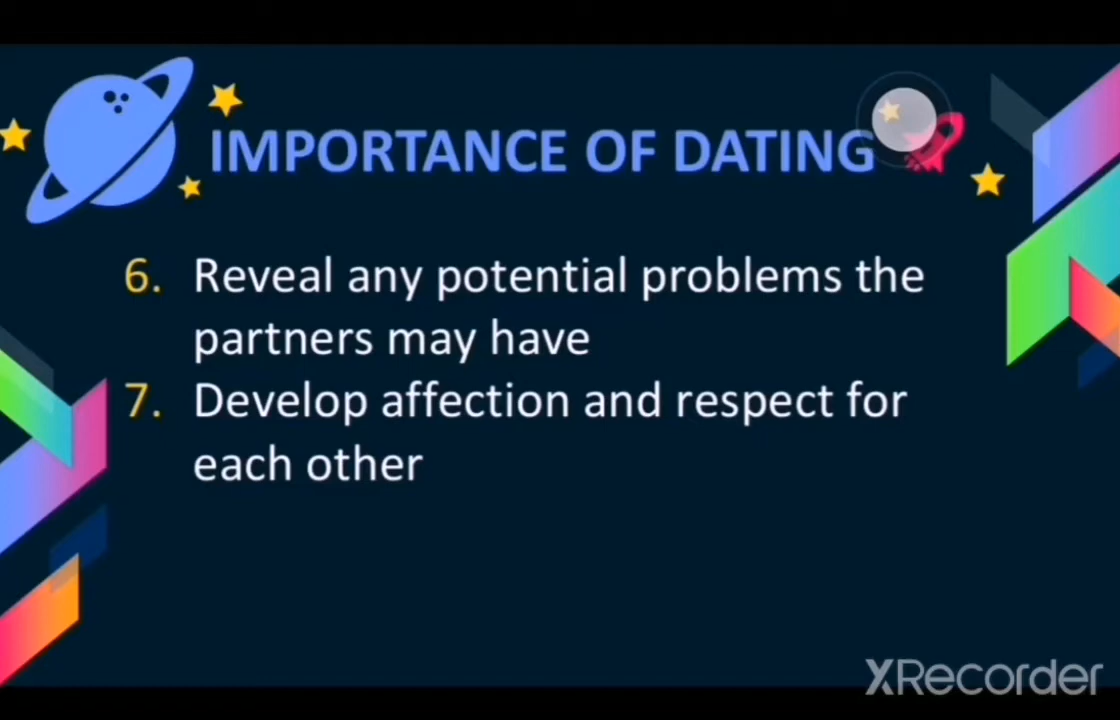 IMPORTANCE OF DATING
6. Reveal any potential problems the
partners may have
7. Develop affection and respect for
each other
XRecorder